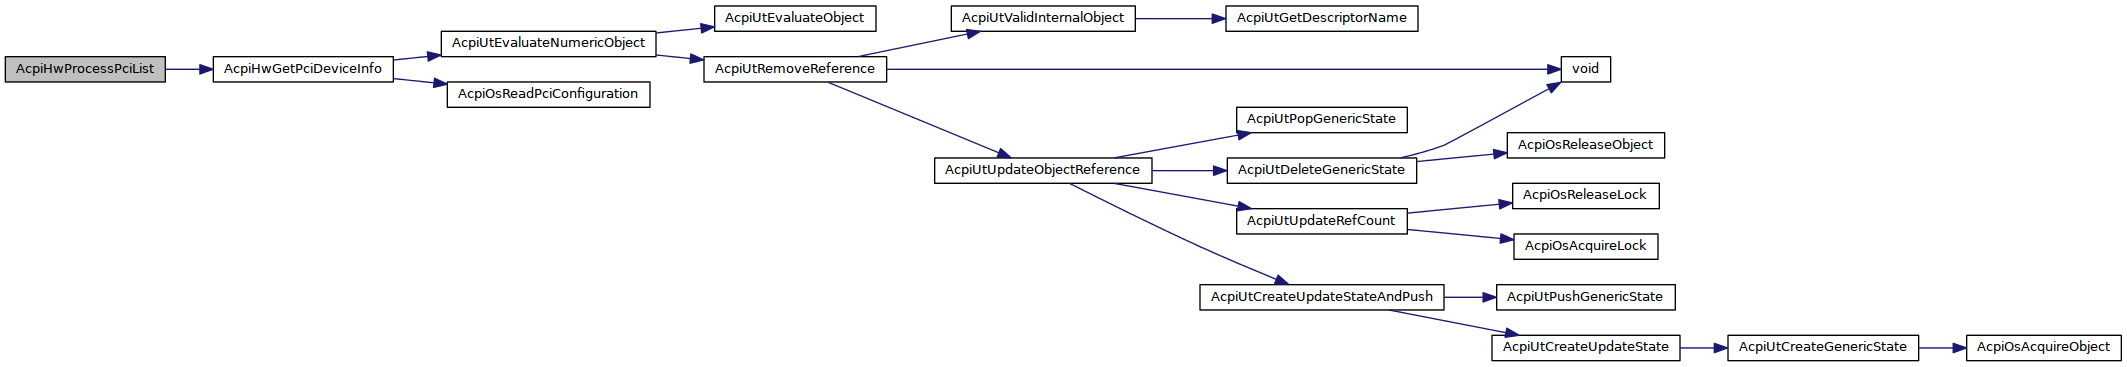 AcpiHwProcessPciList
AcpiHwGetPciDeviceInfo
AcpiUtEvaluateNumericObject
AcpiOsReadPciConfiguration
AcpiUtEvaluateObject
AcpiUtRemoveReference
AcpiUtValidInternalObject
AcpiUtGetDescriptorName
void
AcpiUtUpdateObjectReference
AcpiUtPopGenericState
AcpiUtDeleteGenericState
AcpiOsReleaseObject
AcpiUtUpdateRefCount
AcpiOsReleaseLock
AcpiOsAcquireLock
AcpiUtCreateUpdateStateAndPush
AcpiUtPushGenericState
AcpiUtCreateUpdateState
AcpiUtCreateGenericState
AcpiOsAcquireObject